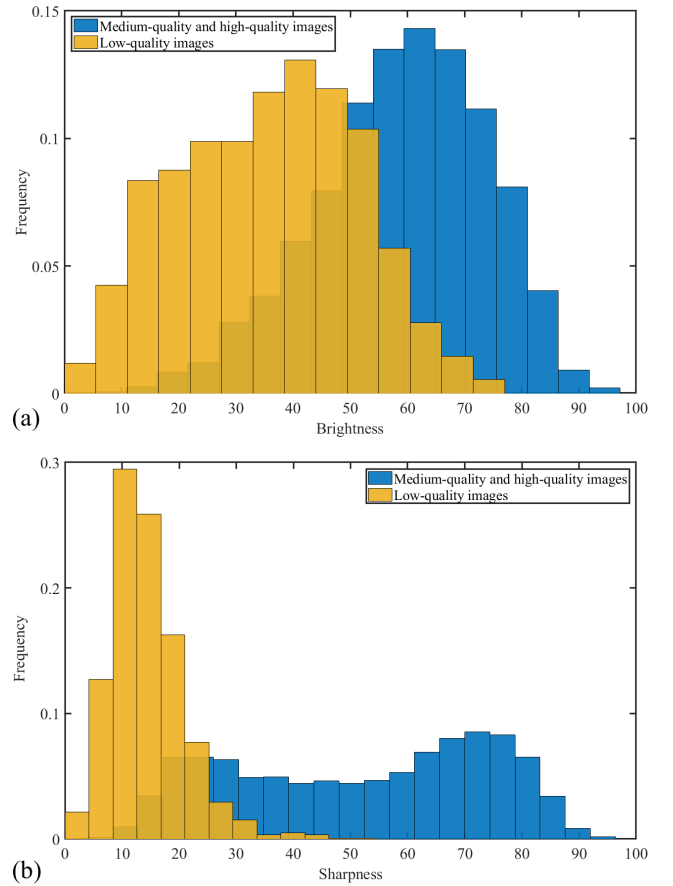 0.15
Medium-quality and high-quality images
Low-quality images
0.1
Frequency
0.05
0
0 10 20 30 40 50 60 70 80 90 100
(a)
Brightness
0.3
Medium-quality and high-quality images
Low-quality images
0.2
Frequency
0.1
0
0 10 20 30 40 50 60 70 80 90 100
(b)
Sharpness